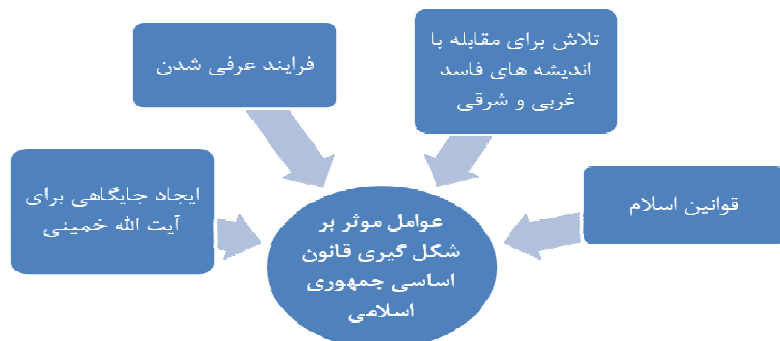 تلاش برای مقابله با
اندیشه های فاسد
غربی و شرقی
فرایند عرفی شدن
قوانین اسلام
ایجاد جایگاهی برای
آیت الله خمینی
عوامل موثر بر
شکل گیری قانون
اساسی جمهوری
اسلامی